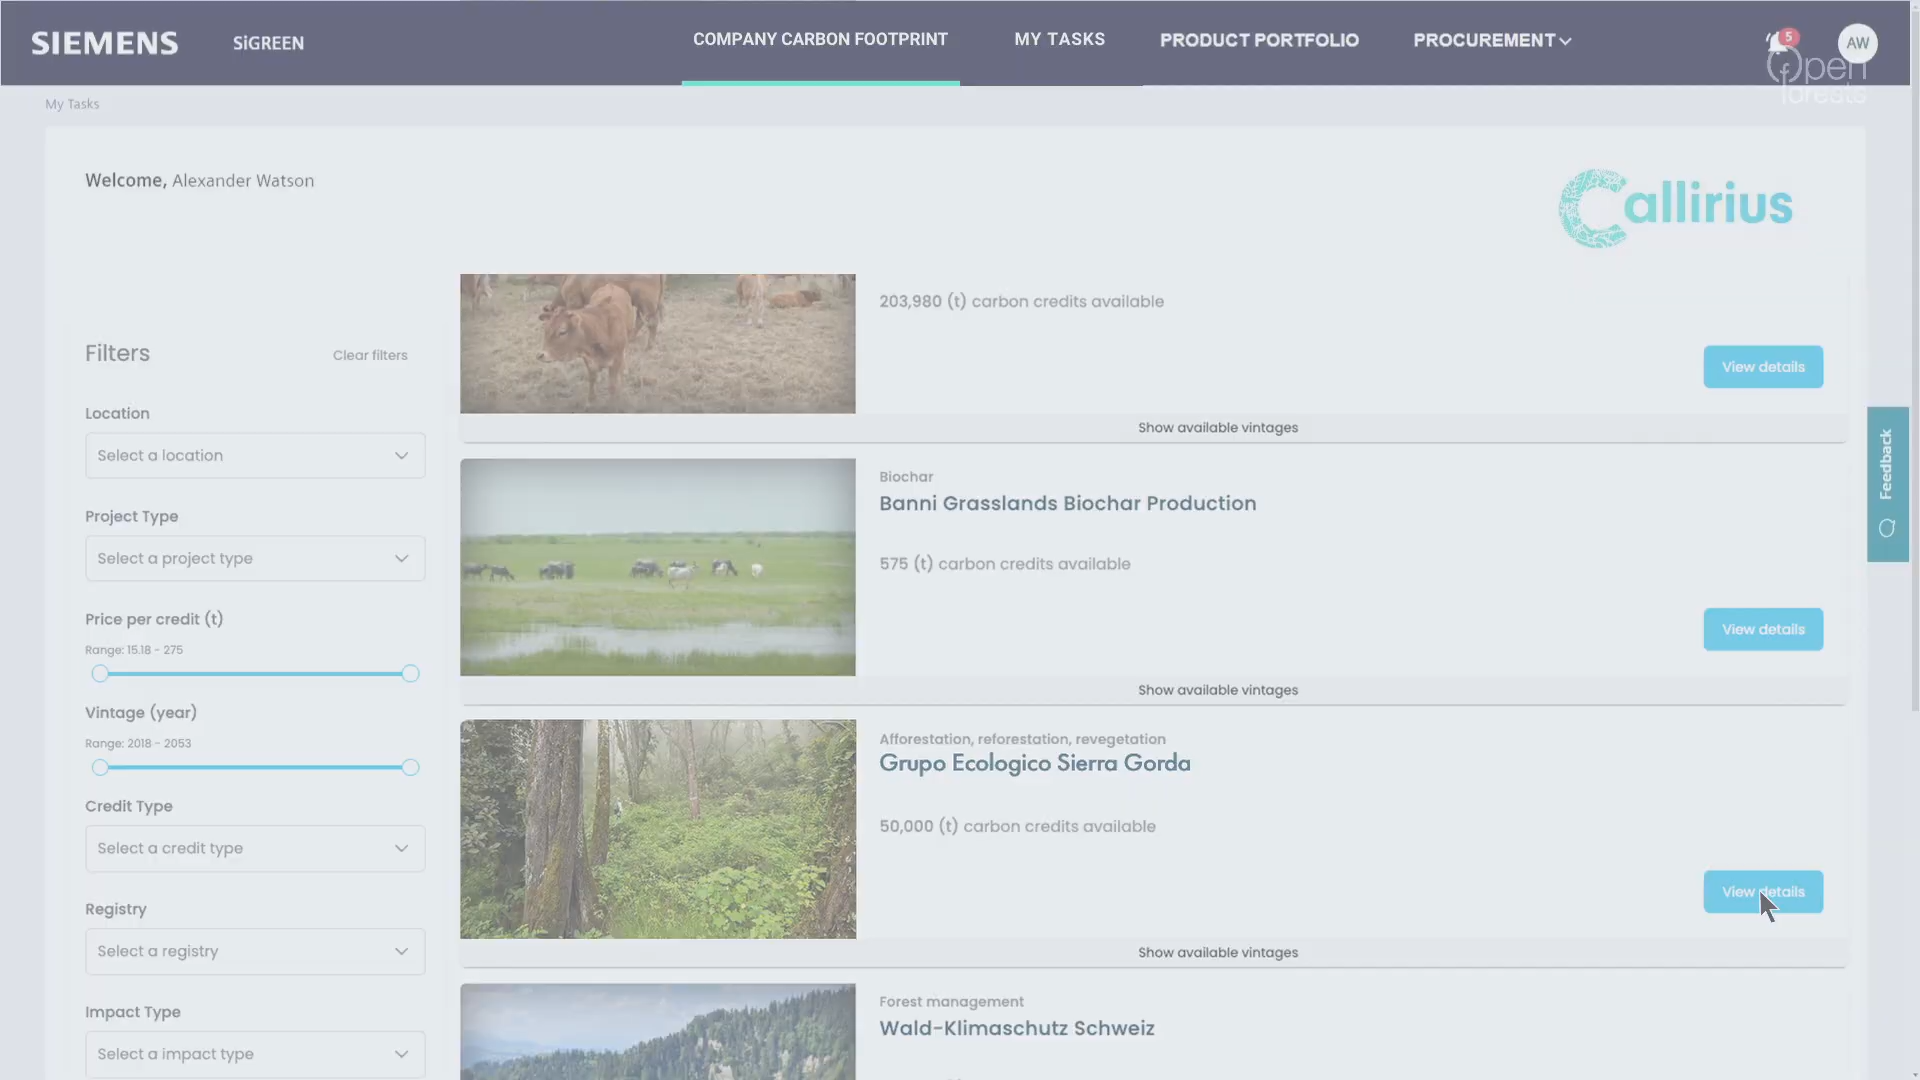 SIEMENS
SiGREEN
COMPANY CARBON FOOTPRINT
MY TASKS
PRODUCT PORTFOLIO
PROCUREMENT
5
AW
Open
forests
My Tasks
Welcome, Alexander Watson
Callirius
Filters
Clear filters
Location
Select a location
Project Type
Select a project type
Price per credit (t)
Range: 15.18 - 275
Vintage (year)
Range: 2018 - 2053
Credit Type
Select a credit type
Registry
Select a registry
Impact Type
Select a impact type
203,980 (t) carbon credits available
View details
Show available vintages
Biochar
Banni Grasslands Biochar Production
575 (t) carbon credits available
View details
Show available vintages
Afforestation, reforestation, revegetation
Grupo Ecologico Sierra Gorda
50,000 (t) carbon credits available
View details
Show available vintages
Forest management
Wald-Klimaschutz Schweiz
Feedback